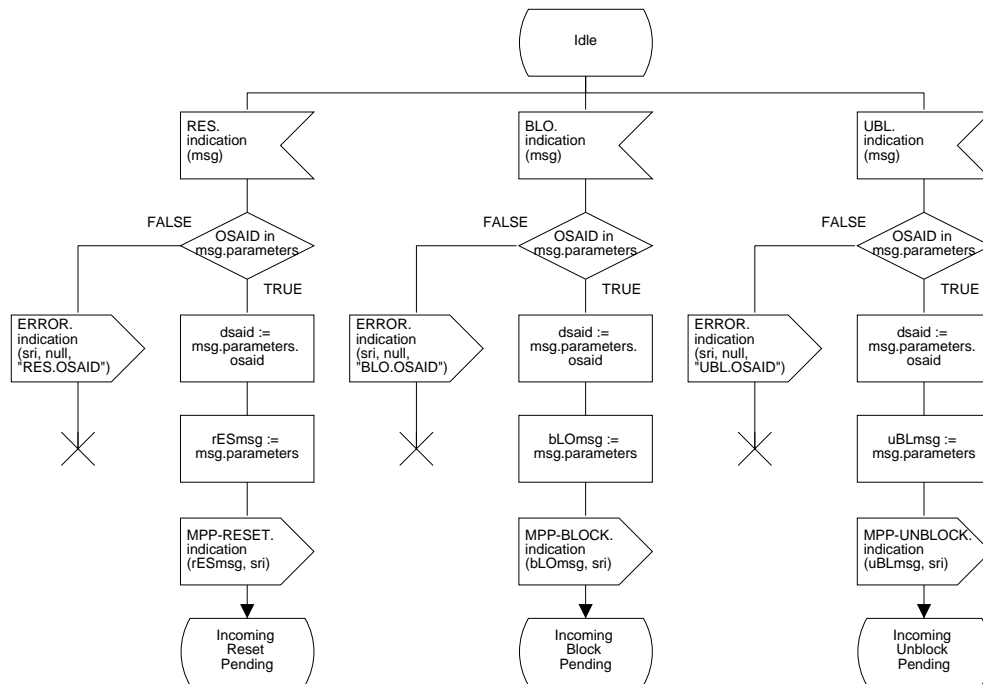 Idle
RES.
indication
(msg)
BLO.
indication
(msg)
UBL.
indication
(msg)
FALSE
OSAID in
msg.parameters
TRUE
FALSE
OSAID in
msg.parameters
TRUE
FALSE
OSAID in
msg.parameters
TRUE
ERROR.
indication
(sri, null,
"RES.OSAID")
dsaid :=
msg.parameters.
osaid
ERROR.
indication
(sri, null,
"BLO.OSAID")
dsaid :=
msg.parameters.
osaid
ERROR.
indication
(sri, null,
"UBL.OSAID")
dsaid :=
msg.parameters.
osaid
rESmsg :=
msg.parameters
bLOmsg :=
msg.parameters
uBLmsg :=
msg.parameters
MPP-RESET.
indication
(rESmsg, sri)
MPP-BLOCK.
indication
(bLOmsg, sri)
MPP-UNBLOCK.
indication
(uBLmsg, sri)
Incoming
Reset
Pending
Incoming
Block
Pending
Incoming
Unblock
Pending